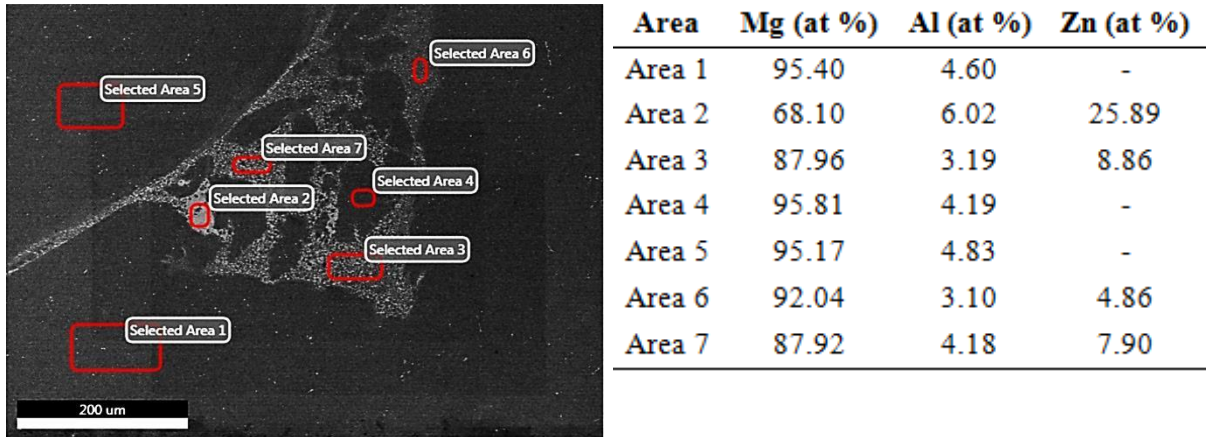 Selected Area 6
Selected Area 5
Selected Area 7
Selected Area 4
Selected Area 2
Selected Area 3
Selected Area 1
200 um
Area Mg (at %) Al (at %) Zn (at %)
Area 1 95.40 4.60 -
Area 2 68.10 6.02 25.89
Area 3 87.96 3.19 8.86
Area 4 95.81 4.19 -
Area 5 95.17 4.83 -
Area 6 92.04 3.10 4.86
Area 7 87.92 4.18 7.90